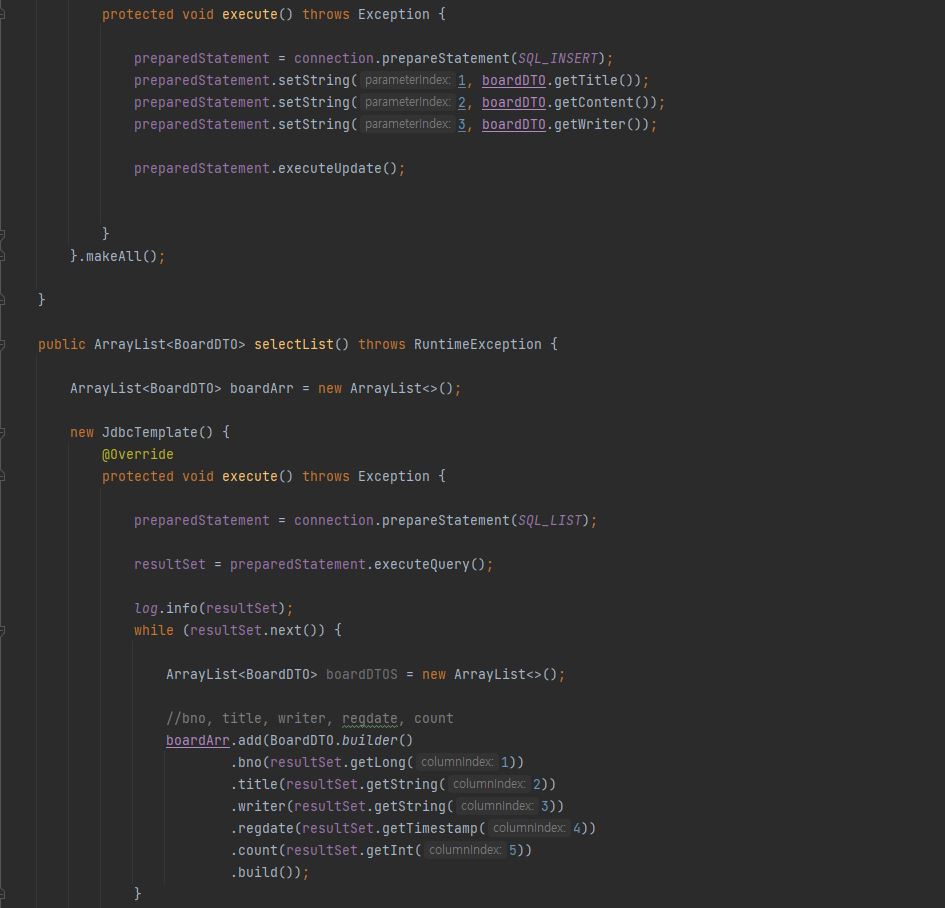 protected void execute() throws Exception {
preparedStatement = connection.prepareStatement(SQL_INSERT);
preparedStatement.setString( parameterIndex: 1, boardDTO.getTitle());
preparedStatement.setString( parameterIndex: 2, boardDTO.getContent());
preparedStatement.setString( parameterIndex: 3, boardDTO.getWriter());
preparedStatement.executeUpdate();
}
}.makeAll();
}
public ArrayList<BoardDTO> selectList() throws RuntimeException {
ArrayList<BoardDTO> boardArr = new ArrayList<>();
new JdbcTemplate() {
@Override
protected void execute() throws Exception {
preparedStatement = connection.prepareStatement(SQL_LIST);
resultSet = preparedStatement.executeQuery();
log.info(resultSet);
while (resultSet.next()) {
ArrayList<BoardDTO> boardDTOS = new ArrayList<>();
//bno, title, writer, regdate, count
boardArr.add(BoardDTO.builder()
.bno(resultSet.getLong( columnIndex: 1))
.title(resultSet.getString( columnIndex: 2))
.writer(resultSet.getString( columnIndex: 3))
.regdate(resultSet.getTimestamp( columnIndex: 4))
.count(resultSet.getInt( columnIndex: 5))
.build());
}